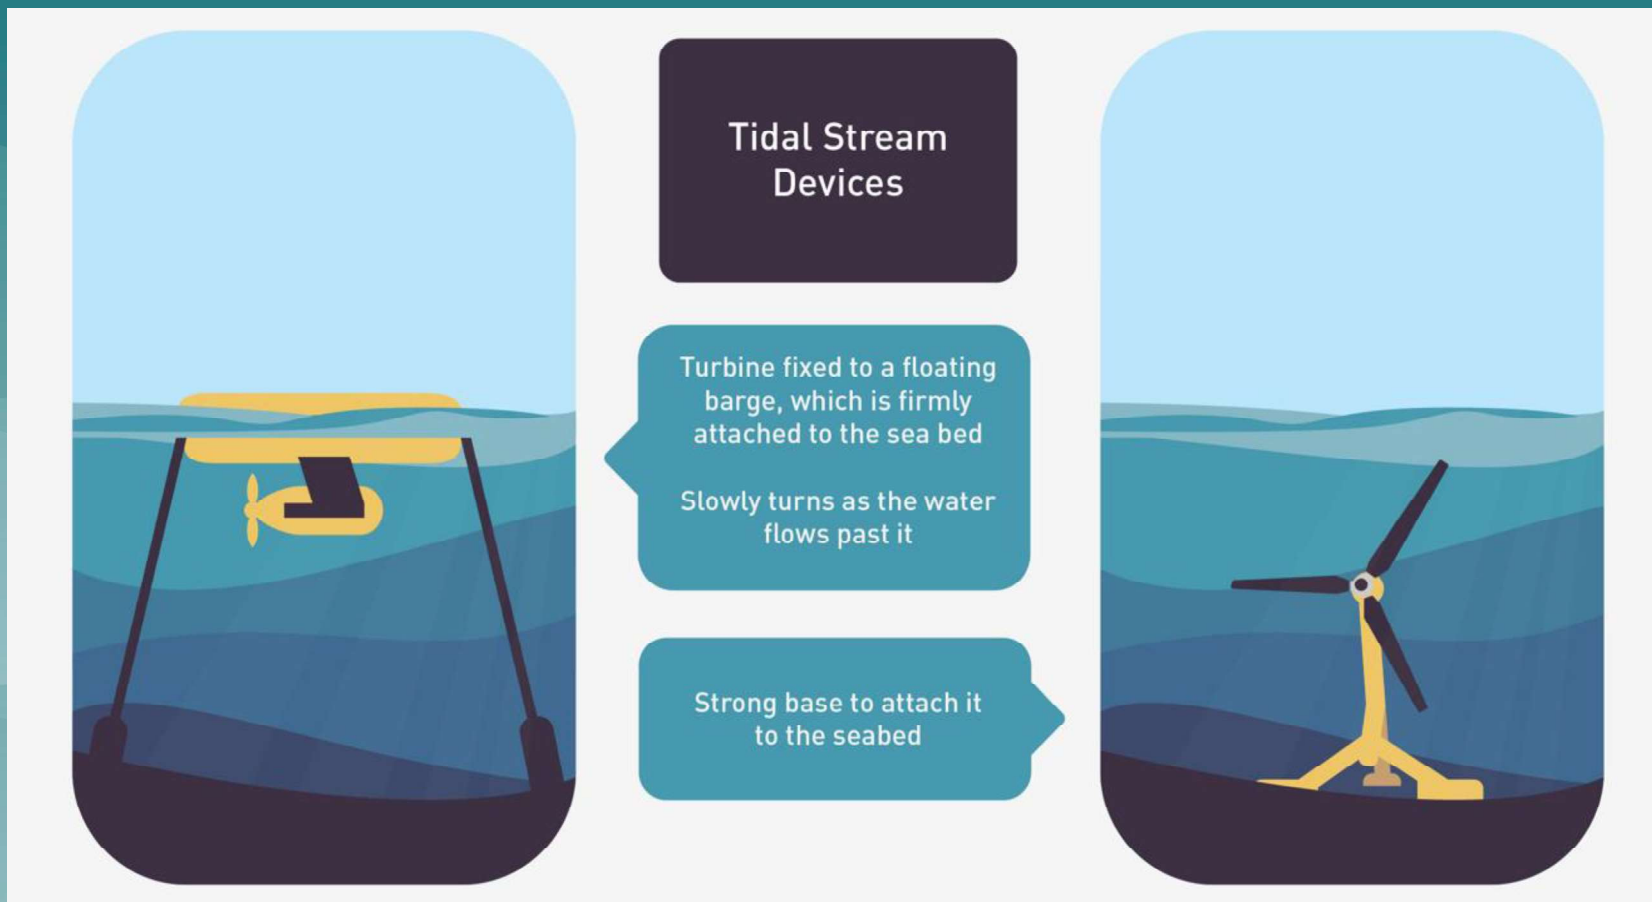 Tidal Stream
Devices
Turbine fixed to a floating
barge, which is firmly
attached to the sea bed
Slowly turns as the water
flows past it
Strong base to attach it
to the seabed